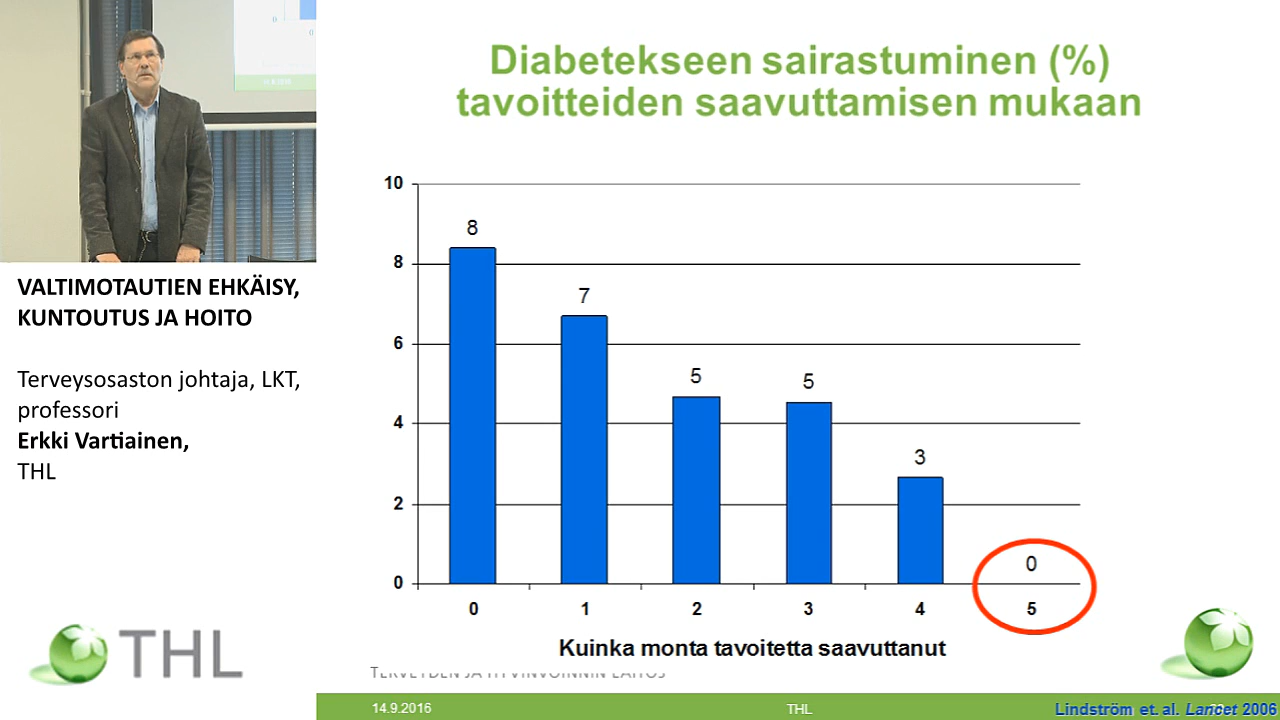 Diabetekseen sairastuminen (%)
tavoitteiden saavuttamisen mukaan
VALTIMOTAUTIEN EHKÄISY,
KUNTOUTUS JA HOITO
Terveysosaston johtaja, LKT,
professori
Erkki Vartiainen,
THL
THL
10
8
6
4
2
0
8
7
5
5
3
0
0 1 2 3 4 5
Kuinka monta tavoitetta saavuttanut
TERVEYDEN JA HYVINVOINNIN LAITOS
14.9.2016 THL Lindström et. al. Lancet 2006